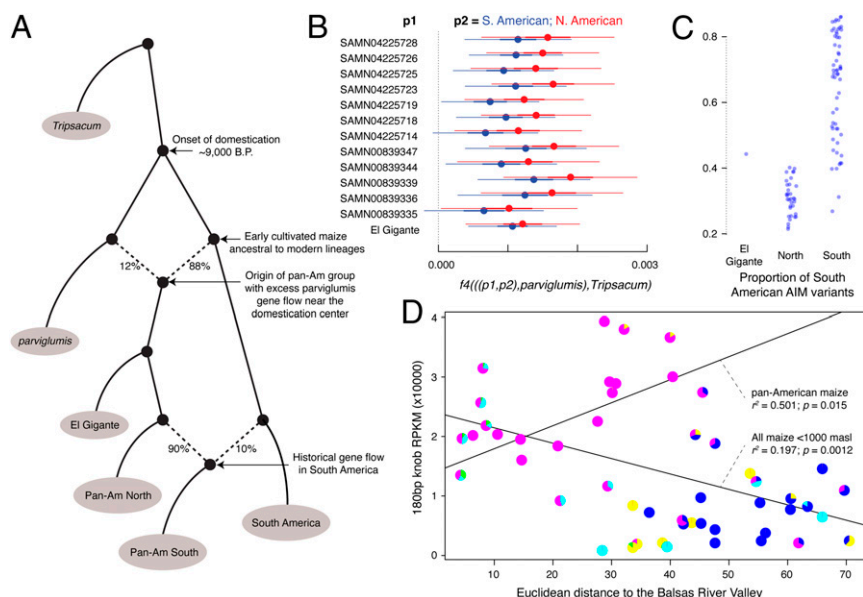 A
Tripsacum
Onset of domestication
~9,000 B.P.
Early cultivated maize
ancestral to modern lineages
12%
88%
Origin of pan-Am group
with excess parviglumis
gene flow near the
domestication center
parviglumis
El Gigante
90%
10%
Historical gene flow
in South America
Pan-Am North
South America
Pan-Am South
B
p1
p2 = S. American; N. American
SAMN04225728
SAMN04225726
SAMN04225725
SAMN04225723
SAMN04225719
SAMN04225718
SAMN04225714
SAMN00839347
SAMN00839344
SAMN00839339
SAMN00839336
SAMN00839335
El Gigante
0.000
0.003
f4(((p1,p2),parviglumis),Tripsacum)
C
0.8
0.6
0.4
0.2
El
Gigante
North
South
Proportion of South
American AIM variants
D
180bp knob RPKM (x10000)
4
3
2
1
0
pan-American maize
r² = 0.501; p = 0.015
All maize <1000 masl
r² = 0.197; p = 0.0012
10
20
30
40
50
60
70
Euclidean distance to the Balsas River Valley